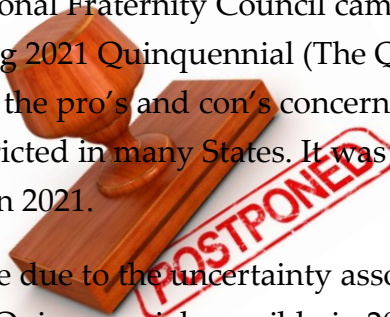 onal Fraternity Council cam
g 2021 Quinquennial (The Q
the pro's and con's concern
icted in many States. It was
n 2021.
POSTPONED
e due to the uncertainty asso